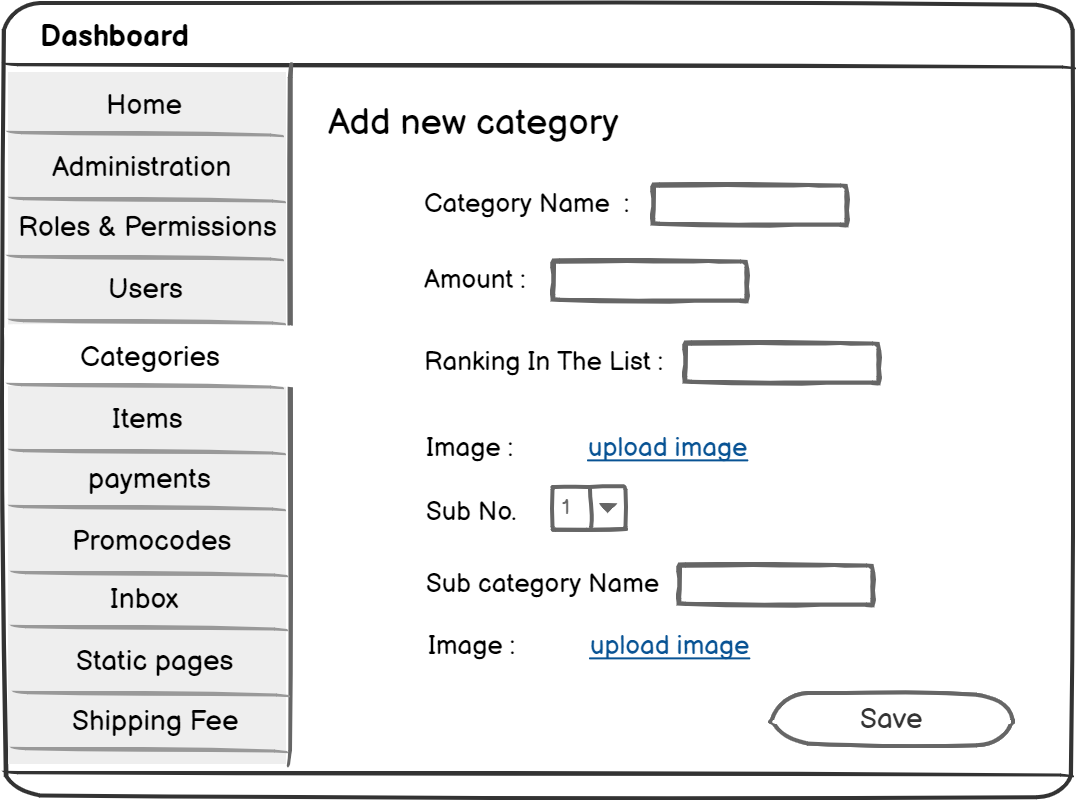 Dashboard
Home
Administration
Roles & Permissions
Users
Categories
Items
payments
Promocodes
Inbox
Static pages
Shipping Fee
Add new category
Category Name :
Amount :
Ranking In The List :
Image : upload image
Sub No. 1
Sub category Name
Image : upload image
Save